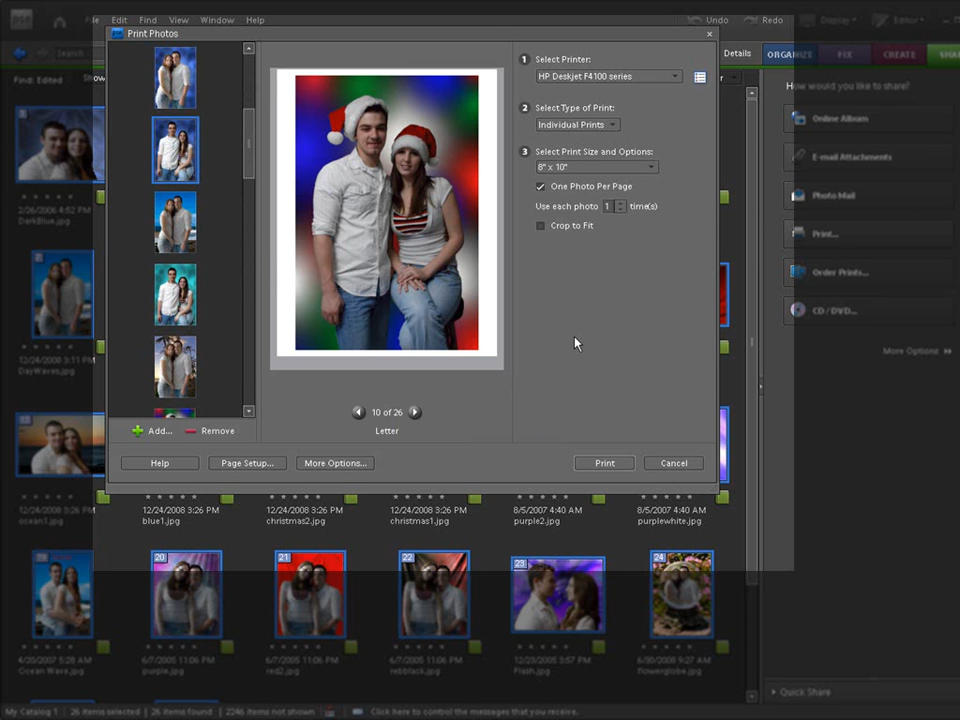 pse
File Edit Find View Window Help
Undo Redo Display Editor
Print Photos
Search
Details
ORGANIZE FIX CREATE SHA
Find: Edited Show
How would you like to share?
Online Album
E-mail Attachments
Photo Mail
Print...
Order Prints...
CD / DVD...
More Options
1 Select Printer:
HP Deskjet F4100 series
2 Select Type of Print:
Individual Prints
3 Select Print Size and Options:
8" x 10"
One Photo Per Page
Use each photo 1 time(s)
Crop to Fit
10 of 26
Letter
Add... Remove
Help Page Setup... More Options... Print Cancel
2/26/2006 4:52 PM
DarkBlue.jpg
12/24/2008 3:11 PM
DayWaves.jpg
12/24/2008 3:26 PM 12/24/2008 3:26 PM 12/24/2008 3:26 PM 12/24/2008 3:26 PM 8/5/2007 4:40 AM 8/5/2007 4:40 AM
ocean1.jpg blue1.jpg christmas2.jpg christmas1.jpg purple2.jpg purplewhite.jpg
20 21 22 23 24
4/20/2007 5:28 AM 6/7/2005 11:06 PM 6/7/2005 11:06 PM 6/7/2005 11:06 PM 12/23/2005 3:57 PM 6/30/2008 9:27 AM
Ocean Wave.jpg purple.jpg red2.jpg rebblack.jpg Flash.jpg flowerglobe.jpg
Quick Share
My Catalog 1 26 items selected 26 items found 2246 items not shown Click here to control the messages that you receive.